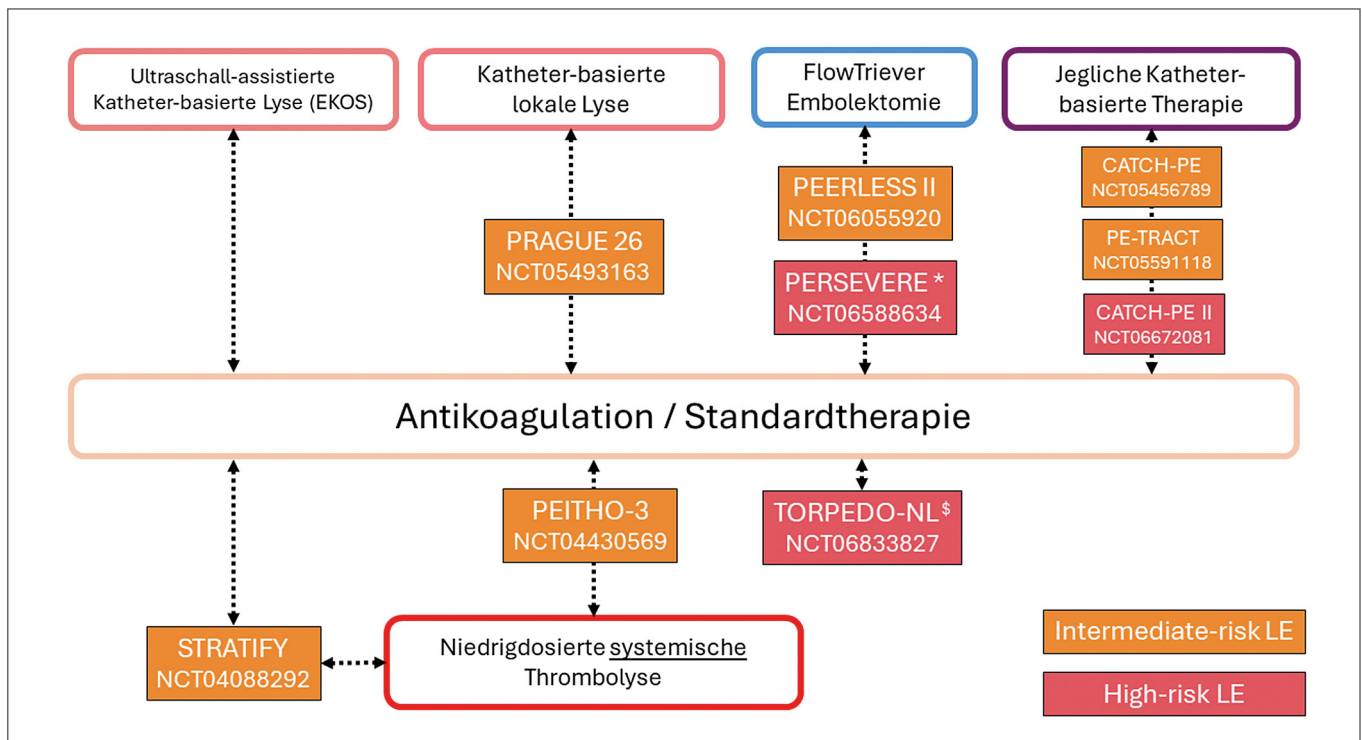 Ultraschall-assistierte
Katheter-basierte Lyse (EKOS)
Katheter-basierte
lokale Lyse
FlowTriever
Embolektomie
Jegliche Katheter-
basierte Therapie
CATCH-PE
NCT05456789
PEERLESS II
NCT06055920
PRAGUE 26
NCT05493163
PE-TRACT
NCT05591118
PERSEVERE *
NCT06588634
CATCH-PE II
NCT06672081
Antikoagulation / Standardtherapie
PEITHO-3
NCT04430569
TORPEDO-NL$
NCT06833827
STRATIFY
NCT04088292
Niedrigdosierte systemische
Thrombolyse
Intermediate-risk LE
High-risk LE